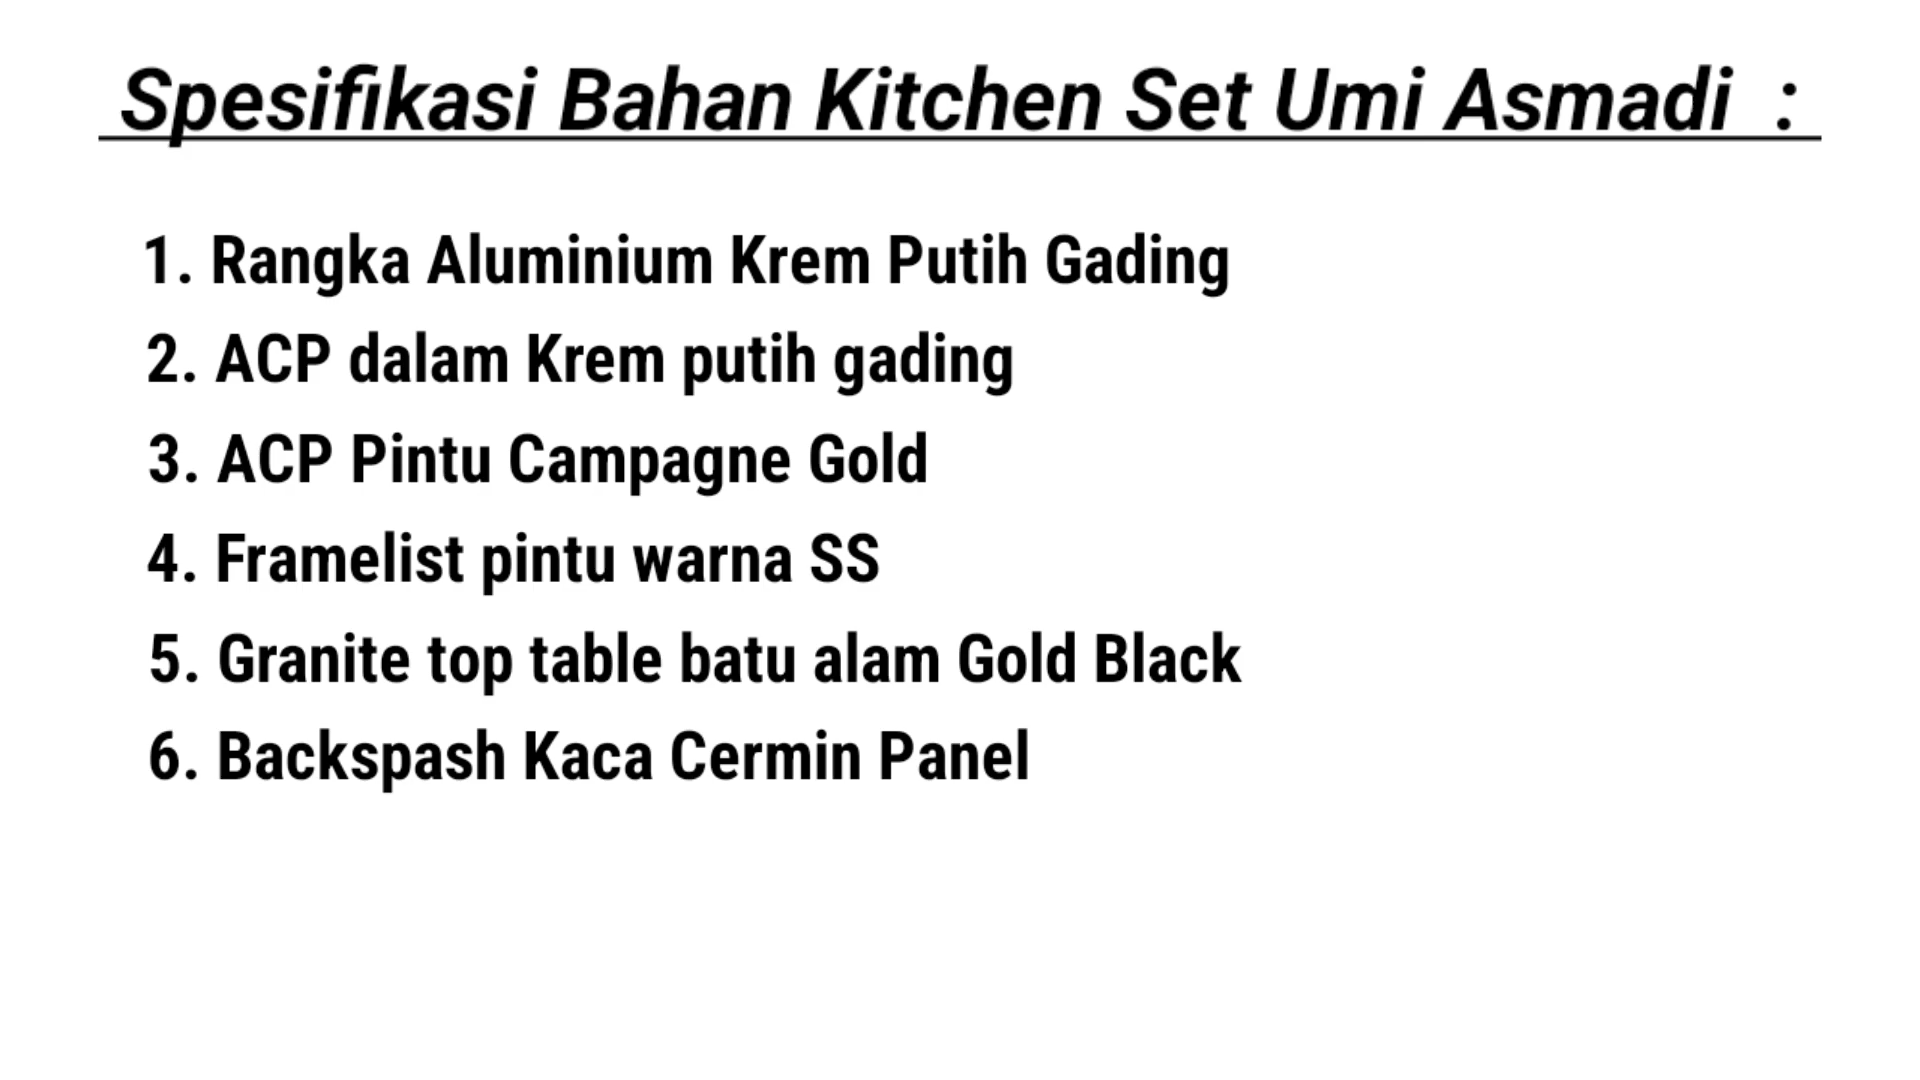 Spesifikasi Bahan Kitchen Set Umi Asmadi :
1. Rangka Aluminium Krem Putih Gading
2. ACP dalam Krem putih gading
3. ACP Pintu Campagne Gold
4. Framelist pintu warna SS
5. Granite top table batu alam Gold Black
6. Backspash Kaca Cermin Panel